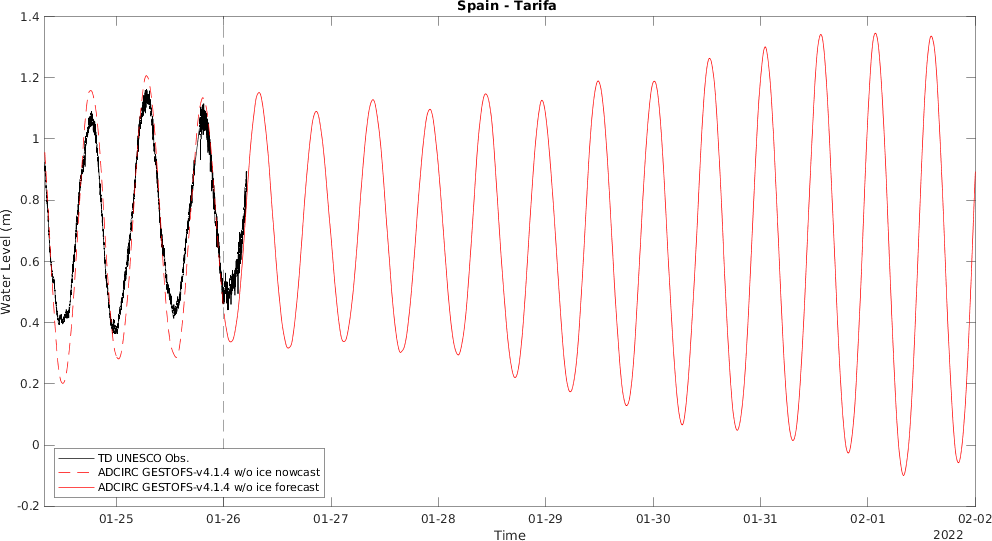 Spain - Tarifa
1.4
1.2
1
0.8
0.6
0.4
0.2
0
-0.2
Water Level (m)
TD UNESCO Obs.
ADCIRC GESTOFS-v4.1.4 w/o ice nowcast
ADCIRC GESTOFS-v4.1.4 w/o ice forecast
01-25 01-26 01-27 01-28 01-29 01-30 01-31 02-01 02-02
Time
2022